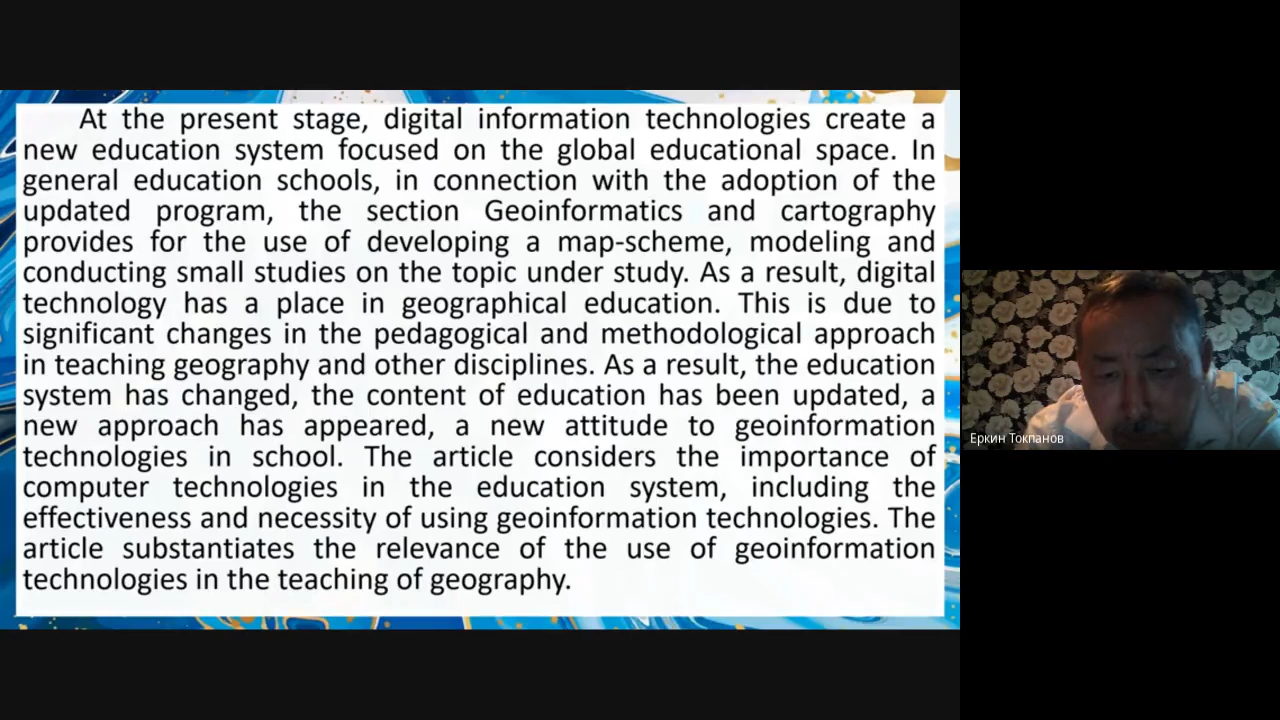 At the present stage, digital information technologies create a
new education system focused on the global educational space. In
general education schools, in connection with the adoption of the
updated program, the section Geoinformatics and cartography
provides for the use of developing a map-scheme, modeling and
conducting small studies on the topic under study. As a result, digital
technology has a place in geographical education. This is due to
significant changes in the pedagogical and methodological approach
in teaching geography and other disciplines. As a result, the education
system has changed, the content of education has been updated, a
new approach has appeared, a new attitude to geoinformation
technologies in school. The article considers the importance of
computer technologies in the education system, including the
effectiveness and necessity of using geoinformation technologies. The
article substantiates the relevance of the use of geoinformation
technologies in the teaching of geography.
Еркин Токпанов